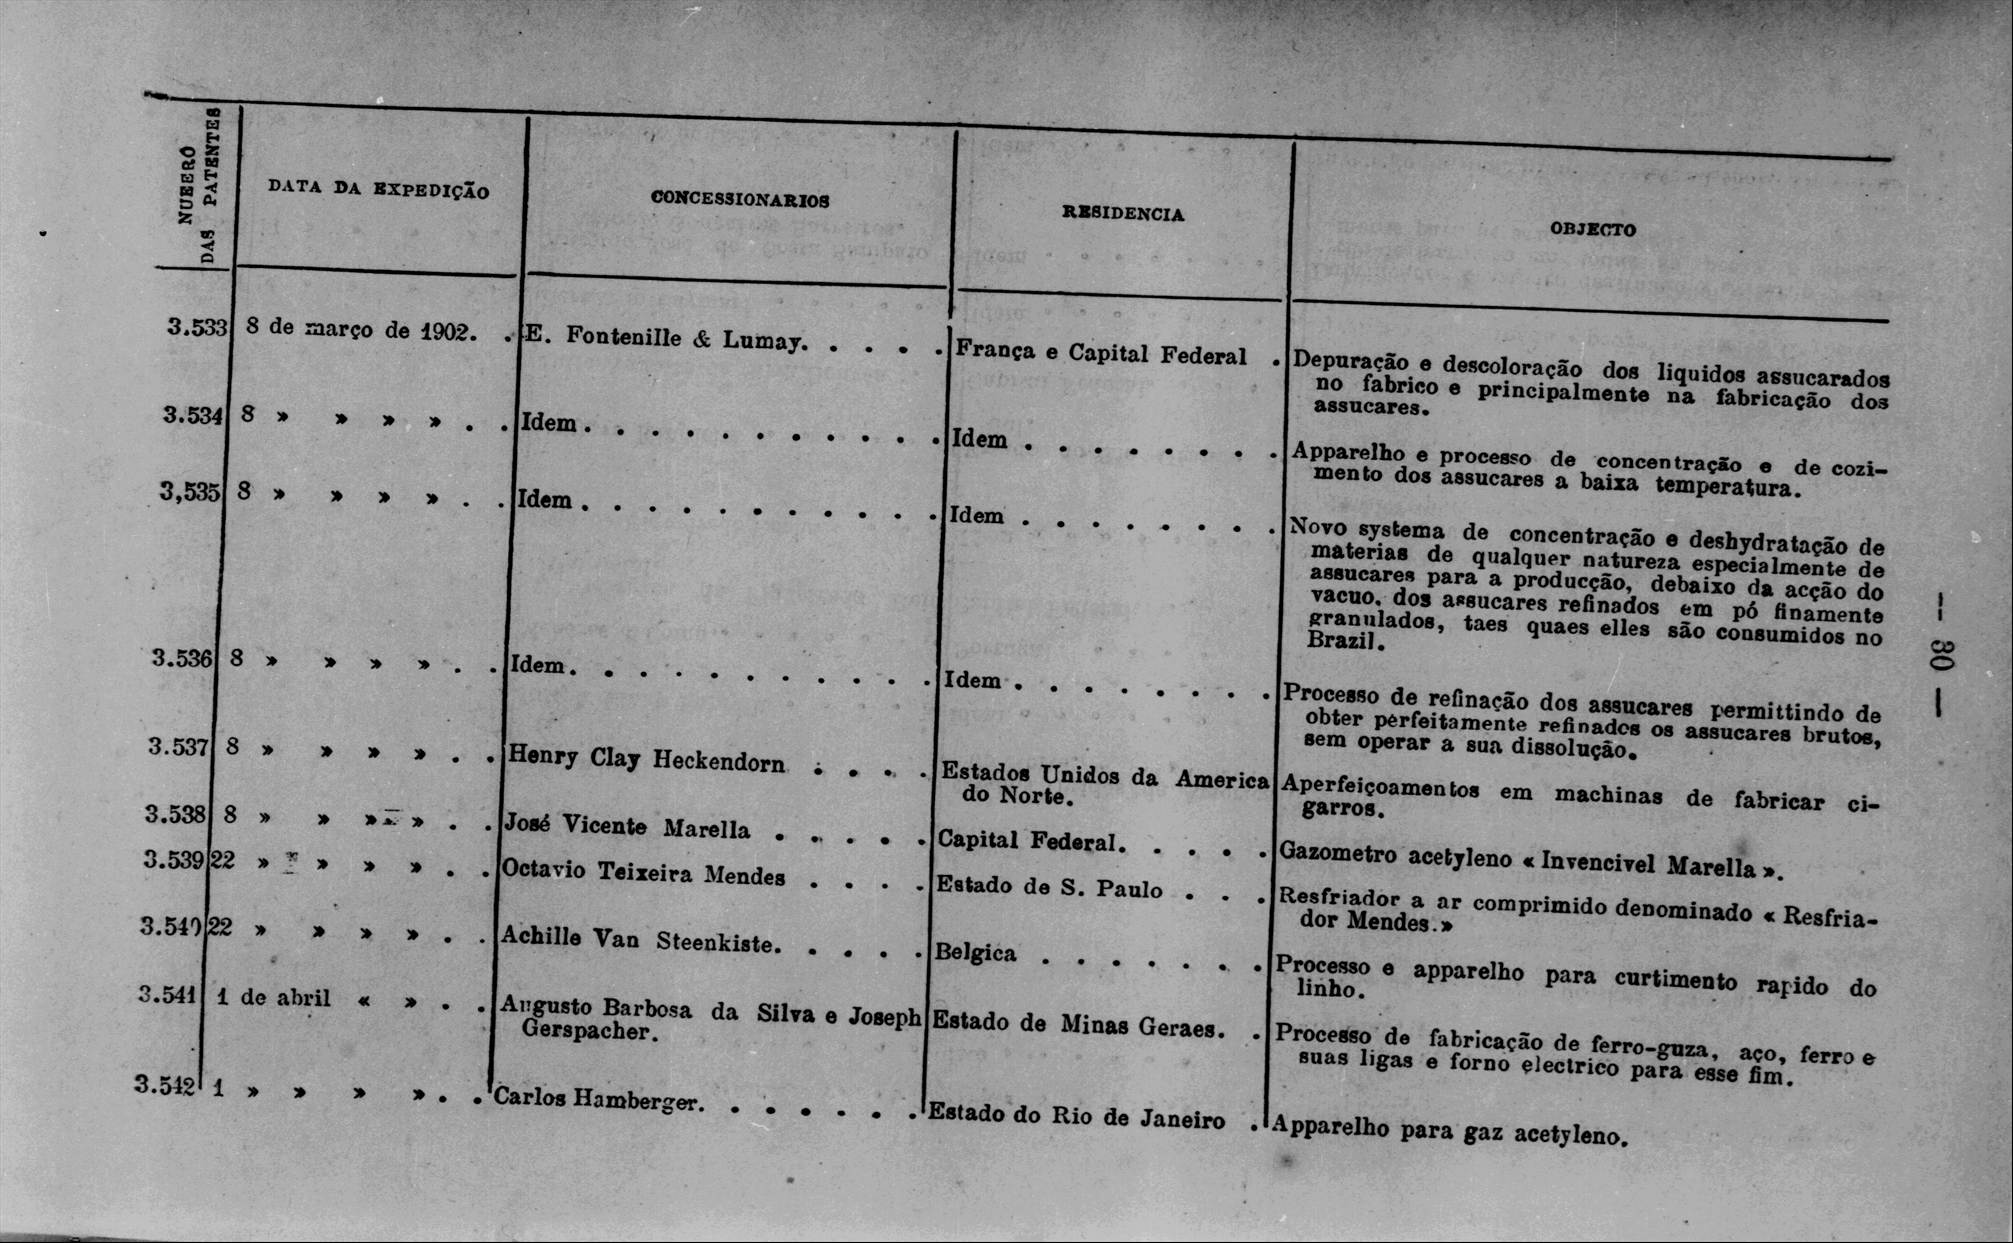 NUEERŌ DAS PATENTES
DATA DA EXPEDIÇÃO
CONCESSIONARIOS
RESIDENCIA
OBJECTO
3.533 8 de março de 1902. . E. Fontenille & Lumay. . . . . França e Capital Federal . Depuração e descoloração dos liquidos assucarados
no fabrico e principalmente na fabricação dos
assucares.
3.534 8 » » » » . . Idem . . . . . . . . . . . Idem . . . . . . . . Apparelho e processo de concentração e de cozi-
mento dos assucares a baixa temperatura.
3,535 8 » » » » . . Idem . . . . . . . . . . . Idem . . . . . . . . Novo systema de concentração e deshydratação de
materias de qualquer natureza especialmente de
assucares para a producção, debaixo da acção do
vacuo, dos assucares refinados em pó finamente
granulados, taes quaes elles são consumidos no
Brazil.
3.536 8 » » » » . . Idem. . . . . . . . . . . Idem . . . . . . . . Processo de refinação dos assucares permittindo de
obter perfeitamente refinados os assucares brutos,
sem operar a sua dissolução.
3.537 8 » » » » . . Henry Clay Heckendorn . . . . Estados Unidos da America Aperfeiçoamentos em machinas de fabricar ci-
do Norte. garros.
3.538 8 » » » » . . José Vicente Marella . . . . . Capital Federal. . . . . Gazometro acetyleno « Invencivel Marella ».
3.539 22 » » » » . . Octavio Teixeira Mendes . . . . Estado de S. Paulo . . . Resfriador a ar comprimido denominado « Resfria-
dor Mendes.»
3.540 22 » » » » . . Achille Van Steenkiste. . . . . Belgica . . . . . . . Processo e apparelho para curtimento rapido do
linho.
3.541 1 de abril « » . . Augusto Barbosa da Silva e Joseph Estado de Minas Geraes. . Processo de fabricação de ferro-guza, aço, ferro e
Gerspacher. suas ligas e forno electrico para esse fim.
3.542 1 » » » » . . Carlos Hamberger. . . . . . . Estado do Rio de Janeiro . Apparelho para gaz acetyleno.
— 80 —